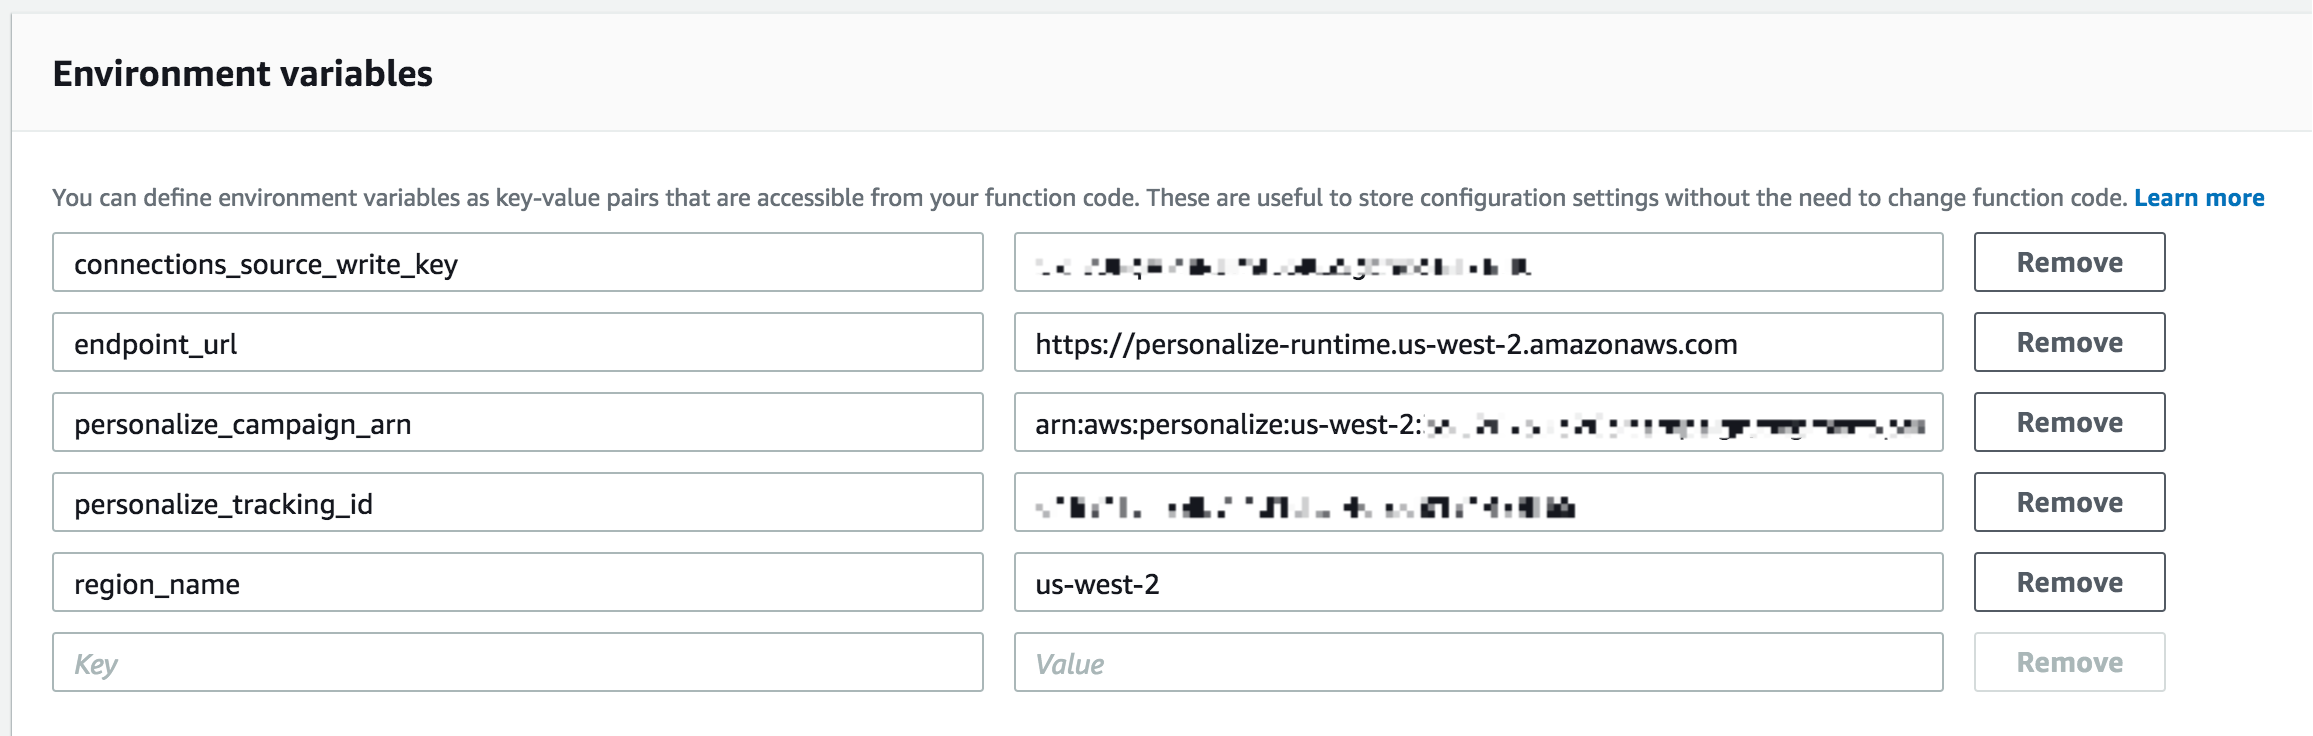 Environment variables
You can define environment variables as key-value pairs that are accessible from your function code. These are useful to store configuration settings without the need to change function code. Learn more
connections_source_write_key Remove
endpoint_url https://personalize-runtime.us-west-2.amazonaws.com Remove
personalize_campaign_arn arn:aws:personalize:us-west-2: Remove
personalize_tracking_id Remove
region_name us-west-2 Remove
Key Value Remove